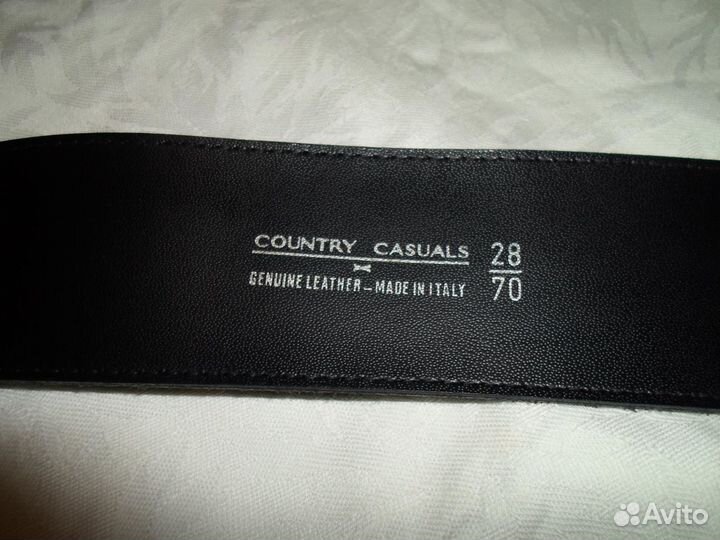 COUNTRY CASUALS
GENUINE LEATHER – MADE IN ITALY
28
70
Avito